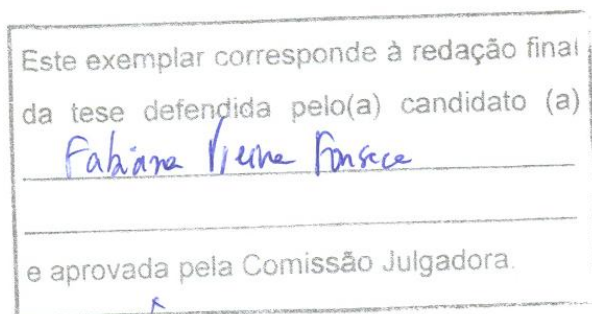 Este exemplar corresponde à redação final
da tese defendida pelo(a) candidato (a)
Fabiana Vieira Fonseca
e aprovada pela Comissão Julgadora.